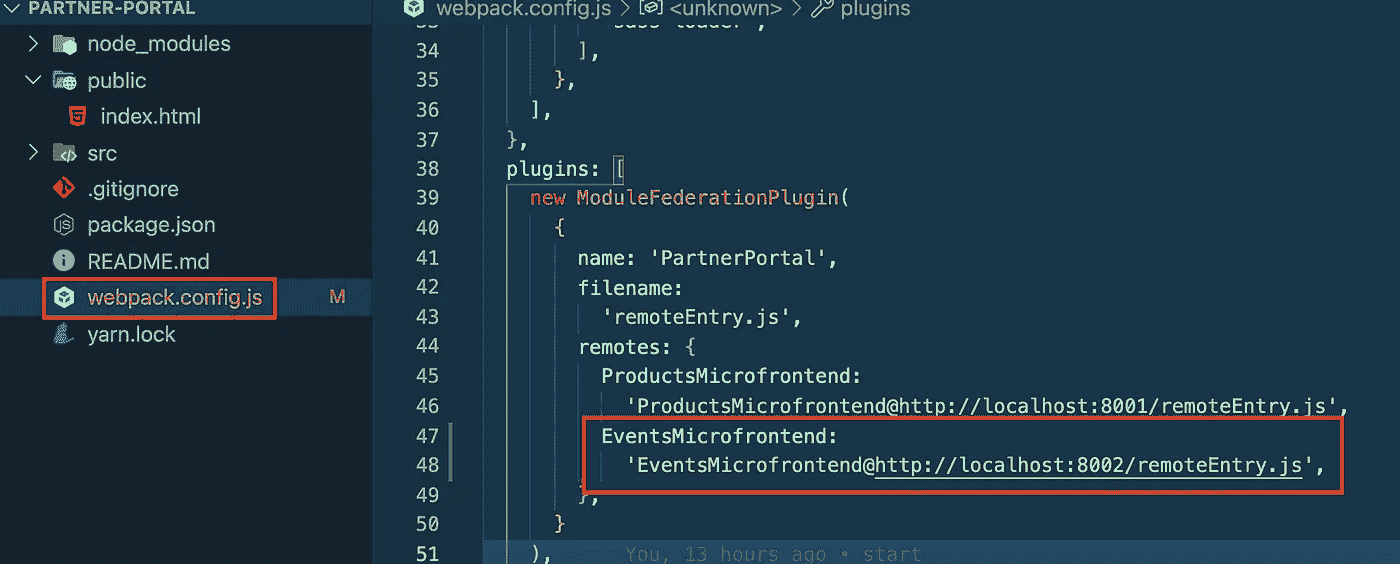 PARTNER-PORTAL
node_modules
public
index.html
src
.gitignore
package.json
README.md
webpack.config.js M
yarn.lock
webpack.config.js > <unknown> > plugins
34 ],
35 },
36 ],
37 },
38 plugins: [
39 new ModuleFederationPlugin(
40 {
41 name: 'PartnerPortal',
42 filename:
43 'remoteEntry.js',
44 remotes: {
45 ProductsMicrofrontend:
46 'ProductsMicrofrontend@http://localhost:8001/remoteEntry.js',
47 EventsMicrofrontend:
48 'EventsMicrofrontend@http://localhost:8002/remoteEntry.js',
49 },
50 }
51 ), You, 13 hours ago • start